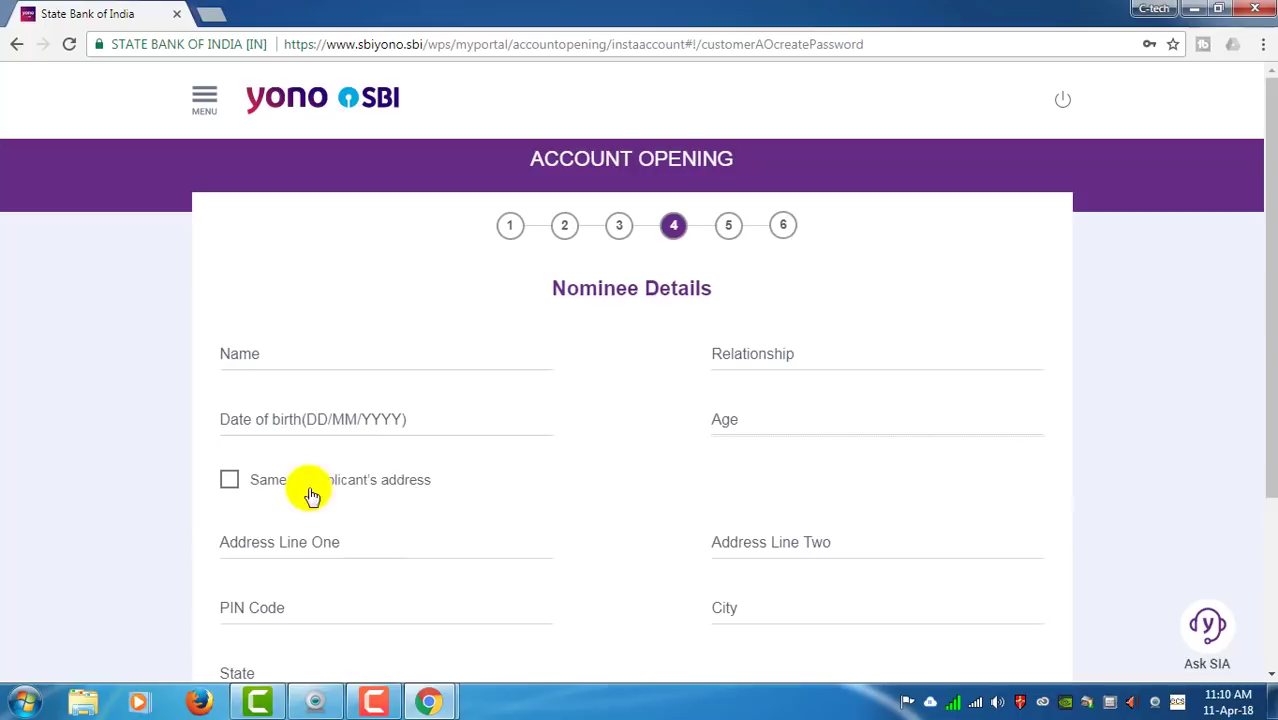 State Bank of India
C-tech
STATE BANK OF INDIA [IN]
https://www.sbiyono.sbi/wps/myportal/accountopening/instaaccount#!/customerAOcreatePassword
MENU
yono SBI
ACCOUNT OPENING
1 2 3 4 5 6
Nominee Details
Name
Relationship
Date of birth(DD/MM/YYYY)
Age
Same applicant's address
Address Line One
Address Line Two
PIN Code
City
State
Ask SIA
11:10 AM
11-Apr-18